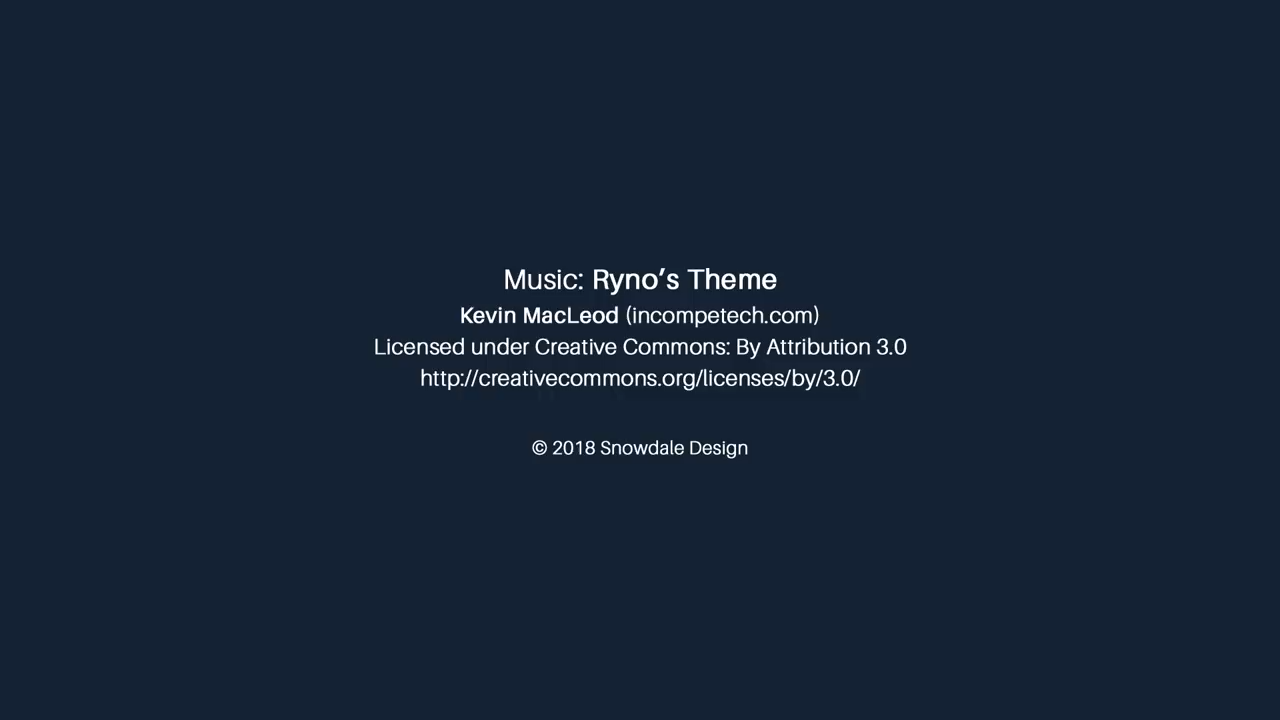 Music: Ryno’s Theme
Kevin MacLeod (incompetech.com)
Licensed under Creative Commons: By Attribution 3.0
http://creativecommons.org/licenses/by/3.0/
© 2018 Snowdale Design